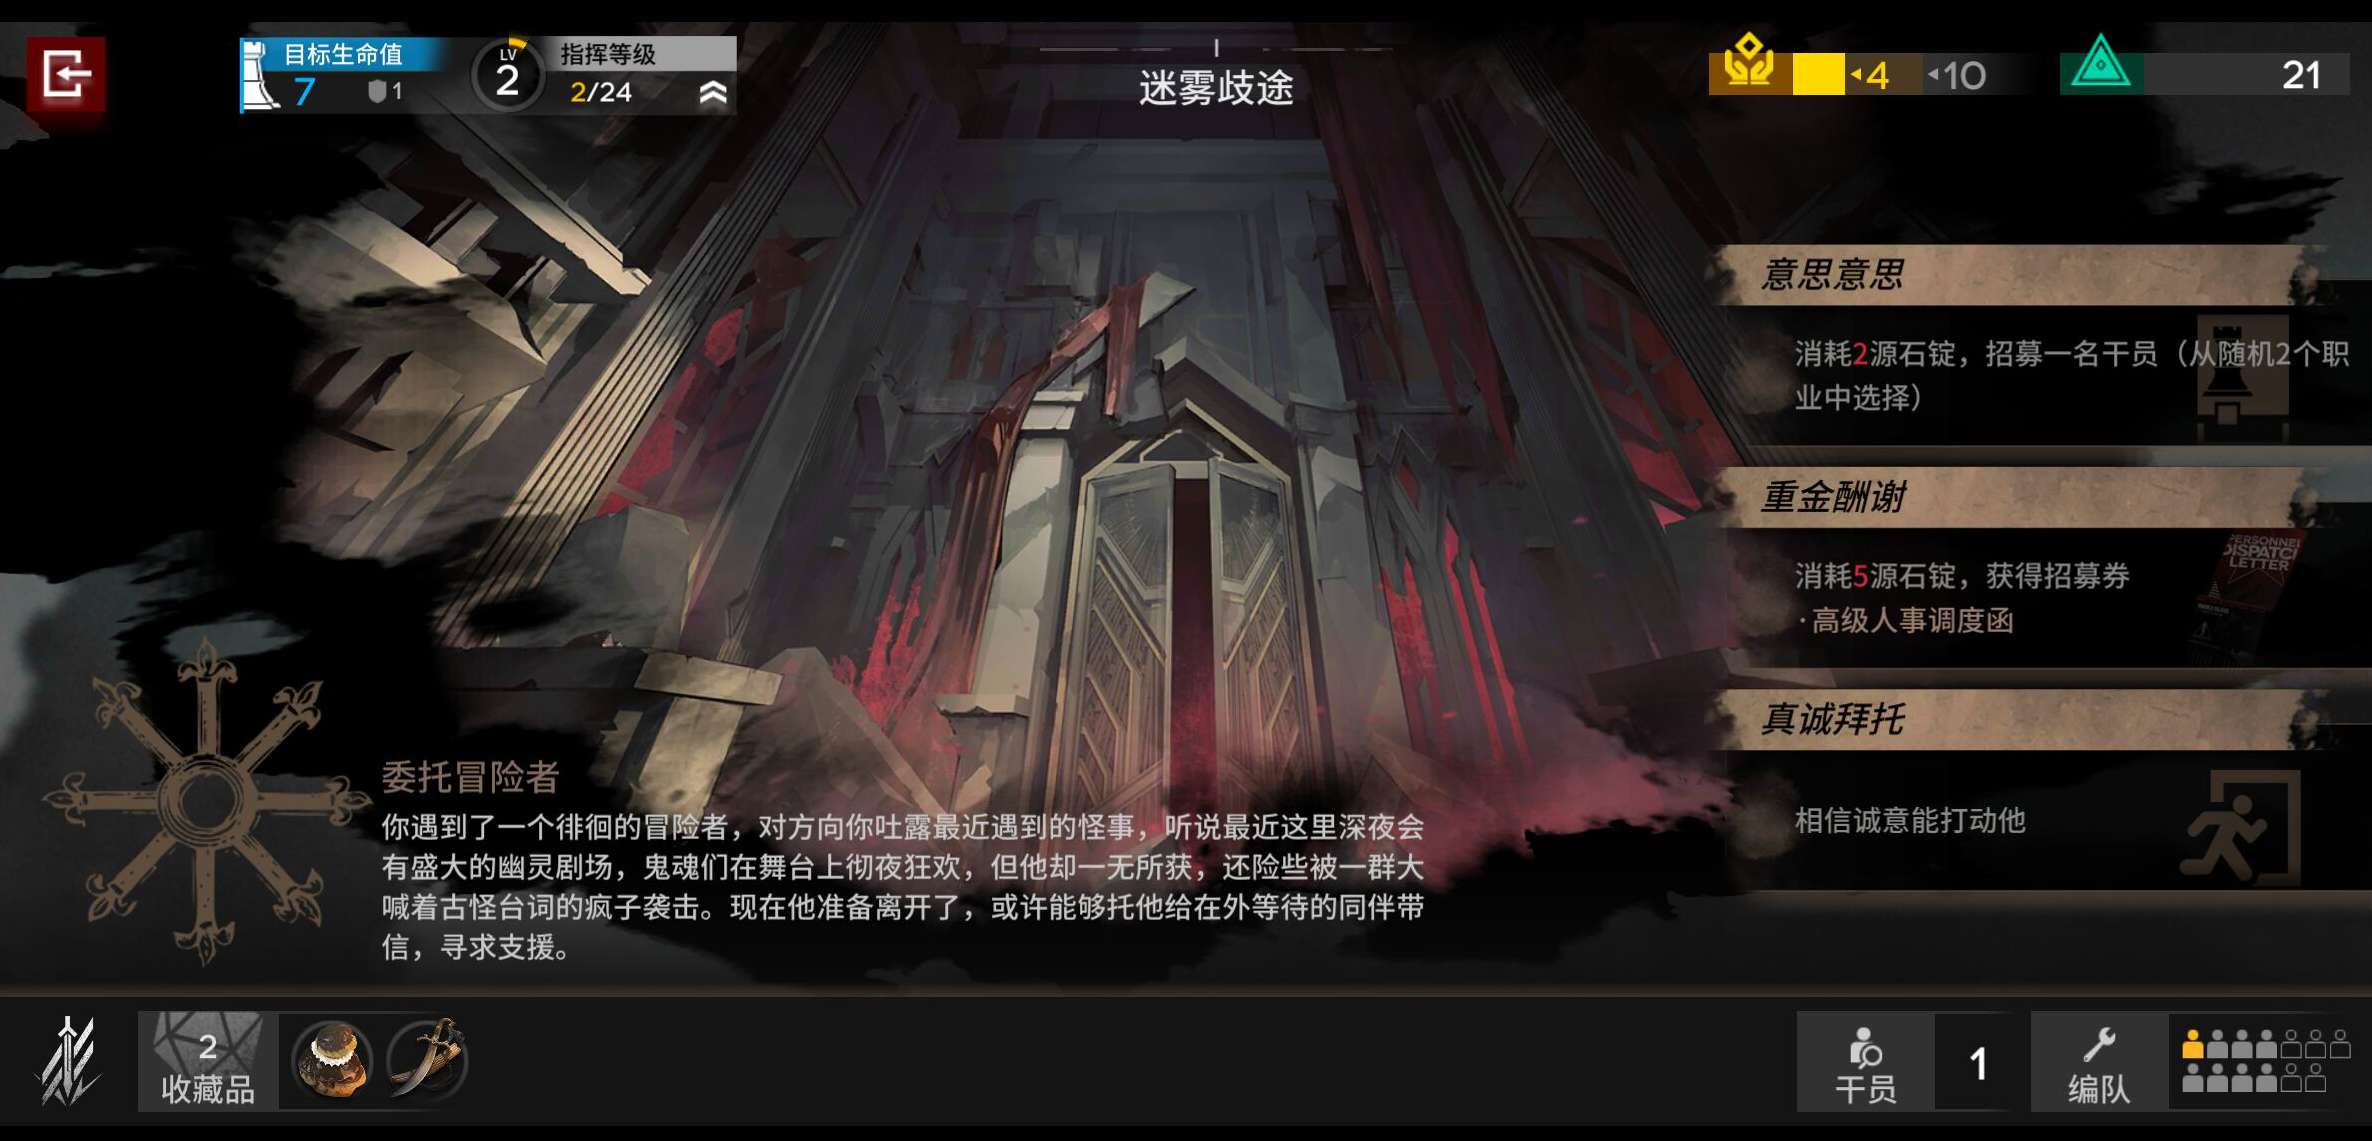 目标生命值
7
1
LV
2
指挥等级
2/24
I
迷雾歧途
4
10
21
意思意思
消耗2源石锭，招募一名干员（从随机2个职
业中选择）
重金酬谢
消耗5源石锭，获得招募券
·高级人事调度函
PERSONNEL
DISPATCH
LETTER
真诚拜托
相信诚意能打动他
委托冒险者
你遇到了一个徘徊的冒险者，对方向你吐露最近遇到的怪事，听说最近这里深夜会
有盛大的幽灵剧场，鬼魂们在舞台上彻夜狂欢，但他却一无所获，还险些被一群大
喊着古怪台词的疯子袭击。现在他准备离开了，或许能够托他给在外等待的同伴带
信，寻求支援。
2
收藏品
干员
1
编队